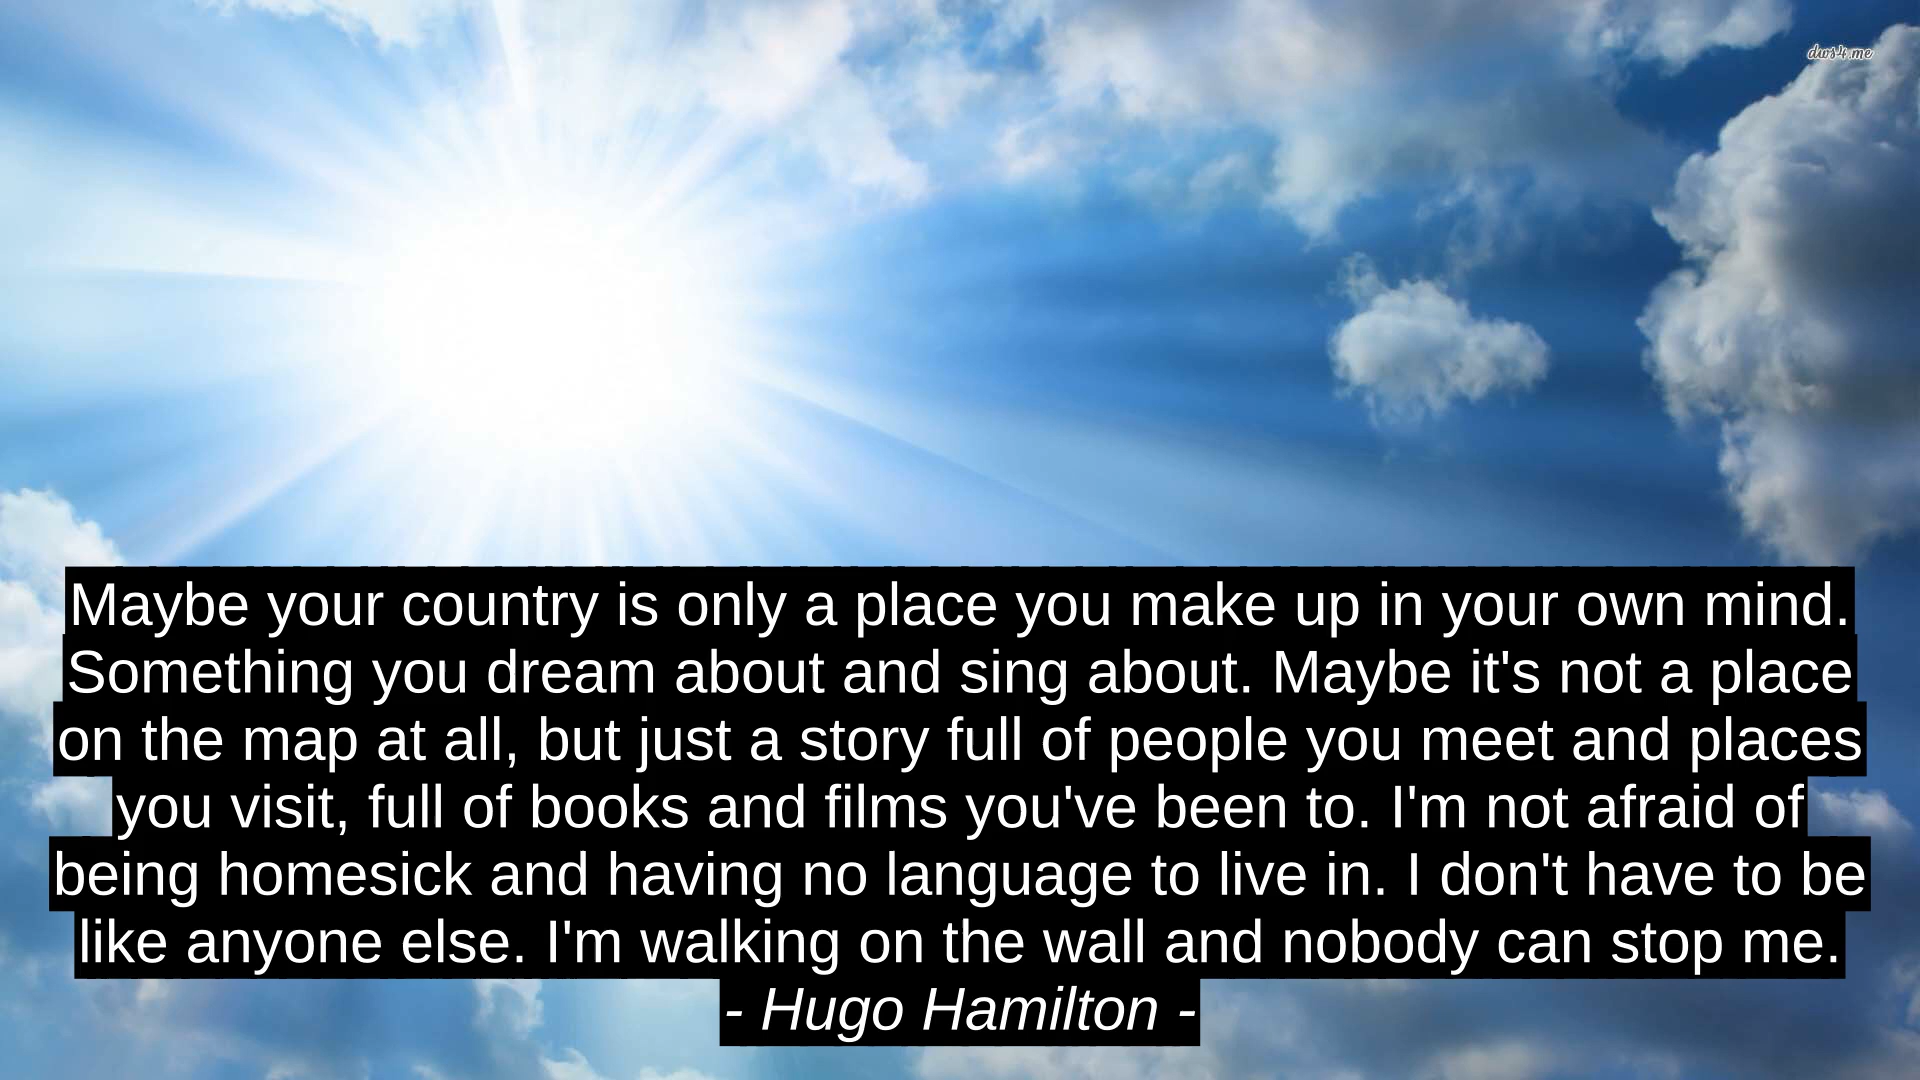 dws4.me
Maybe your country is only a place you make up in your own mind.
Something you dream about and sing about. Maybe it's not a place
on the map at all, but just a story full of people you meet and places
you visit, full of books and films you've been to. I'm not afraid of
being homesick and having no language to live in. I don't have to be
like anyone else. I'm walking on the wall and nobody can stop me.
- Hugo Hamilton -